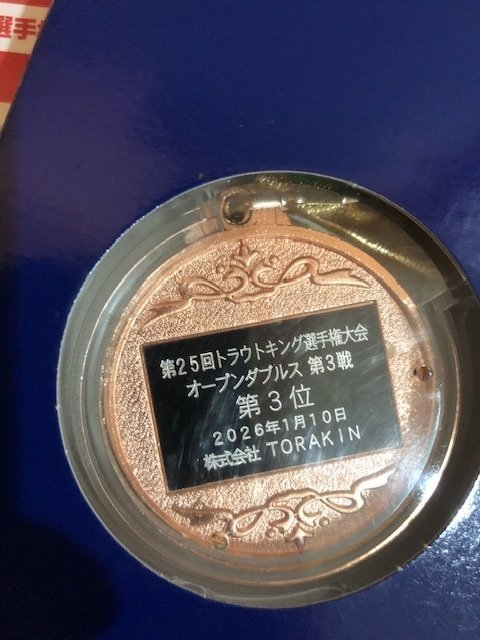 選手
第25回トラウトキング選手権大会
オープンダブルス 第3戦
第3位
2026年1月10日
株式会社 TORAKIN